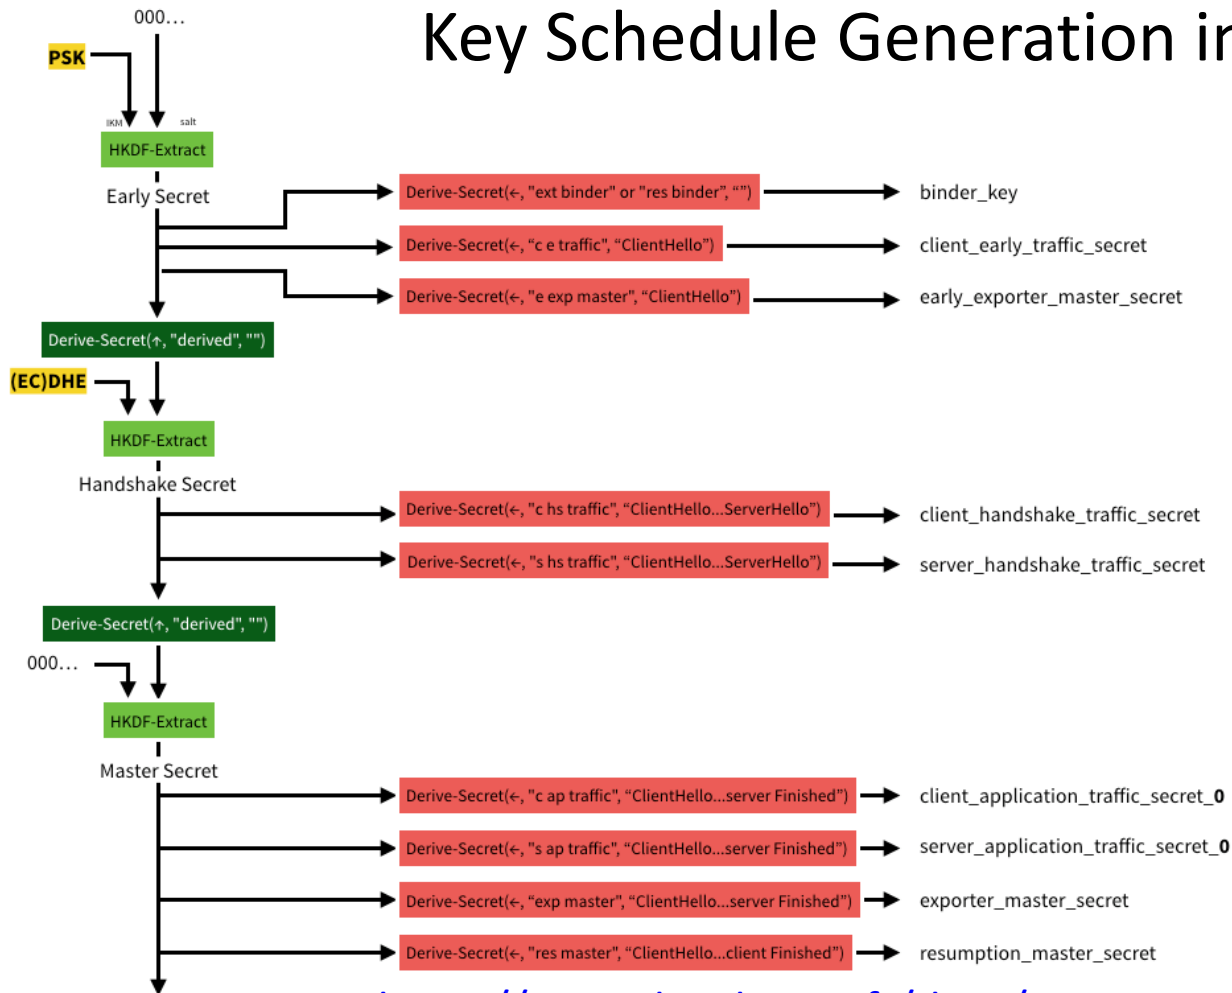 000...
Key Schedule Generation in
PSK
IKM
salt
HKDF-Extract
Early Secret
Derive-Secret(←, "ext binder" or "res binder", “”)
binder_key
Derive-Secret(←, “c e traffic”, “ClientHello”)
client_early_traffic_secret
Derive-Secret(←, "e exp master”, “ClientHello”)
early_exporter_master_secret
Derive-Secret(↑, "derived", "")
(EC)DHE
HKDF-Extract
Handshake Secret
Derive-Secret(←, "c hs traffic”, “ClientHello...ServerHello”)
client_handshake_traffic_secret
Derive-Secret(←, "s hs traffic”, “ClientHello...ServerHello”)
server_handshake_traffic_secret
Derive-Secret(↑, "derived", "")
000...
HKDF-Extract
Master Secret
Derive-Secret(←, "c ap traffic”, “ClientHello...server Finished”)
client_application_traffic_secret_0
Derive-Secret(←, "s ap traffic”, “ClientHello...server Finished”)
server_application_traffic_secret_0
Derive-Secret(←, “exp master”, “ClientHello...server Finished”)
exporter_master_secret
Derive-Secret(←, ”res master”, “ClientHello...client Finished”)
resumption_master_secret